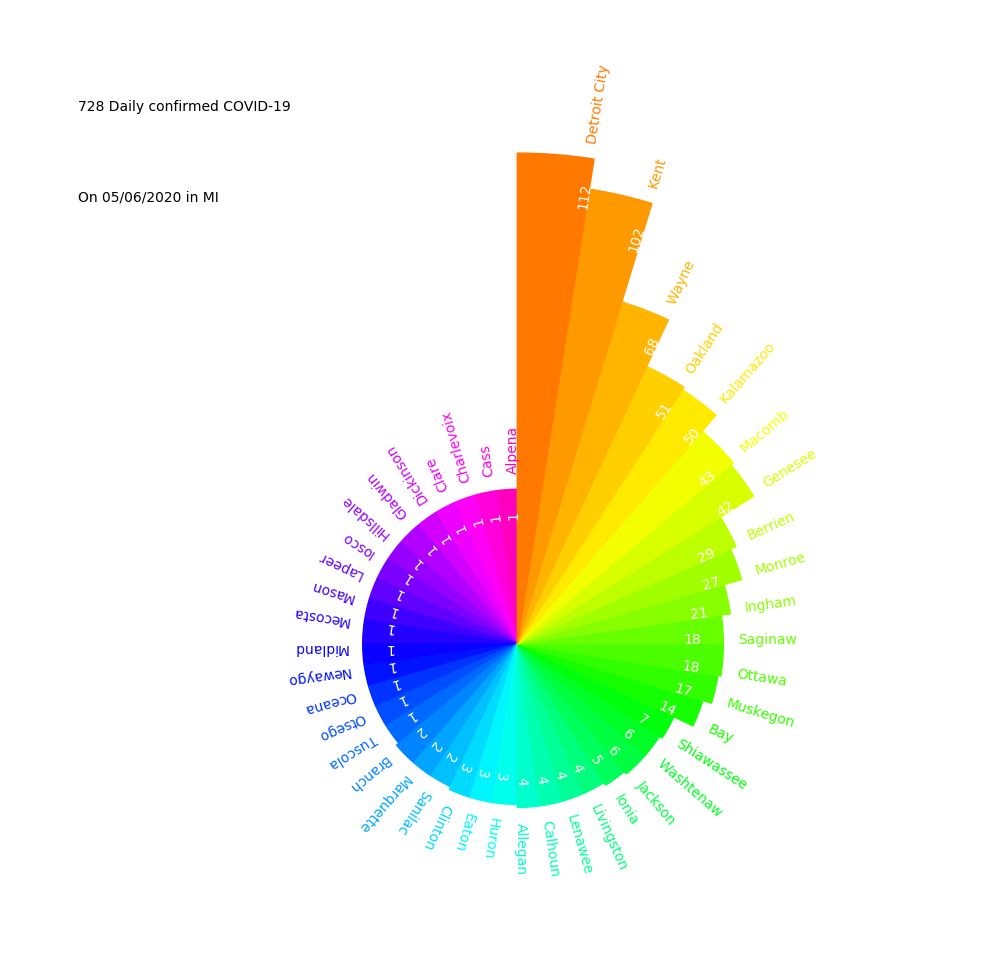 728 Daily confirmed COVID-19
On 05/06/2020 in MI
Detroit City
112
Kent
102
Wayne
68
Oakland
51
Kalamazoo
50
Macomb
43
Genesee
42
Berrien
29
Monroe
27
Ingham
21
Saginaw
18
Ottawa
18
Muskegon
17
Bay
14
Shiawassee
7
Washtenaw
6
Jackson
6
Ionia
5
Livingston
4
Lenawee
4
Calhoun
4
Allegan
4
Huron
3
Eaton
3
Clinton
3
Sanilac
2
Marquette
2
Branch
2
Tuscola
1
Otsego
1
Oceana
1
Newaygo
1
Midland
1
Mecosta
1
Mason
1
Lapeer
1
Iosco
1
Hillsdale
1
Gladwin
1
Dickinson
1
Clare
1
Charlevoix
1
Cass
1
Alpena
1